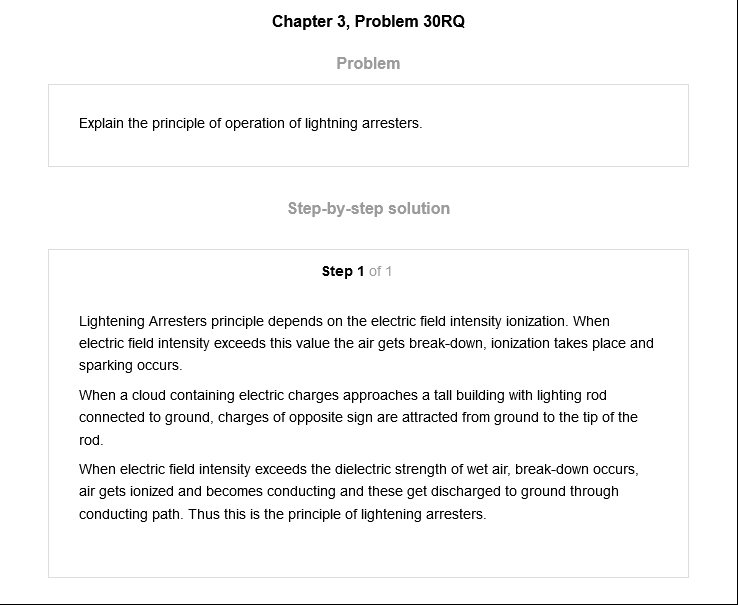 Chapter 3, Problem 30RQ
Problem
Explain the principle of operation of lightning arresters.
Step-by-step solution
Step 1 of 1
Lightening Arresters principle depends on the electric field intensity ionization. When
electric field intensity exceeds this value the air gets break-down, ionization takes place and
sparking occurs.
When a cloud containing electric charges approaches a tall building with lighting rod
connected to ground, charges of opposite sign are attracted from ground to the tip of the
rod.
When electric field intensity exceeds the dielectric strength of wet air, break-down occurs,
air gets ionized and becomes conducting and these get discharged to ground through
conducting path. Thus this is the principle of lightening arresters.